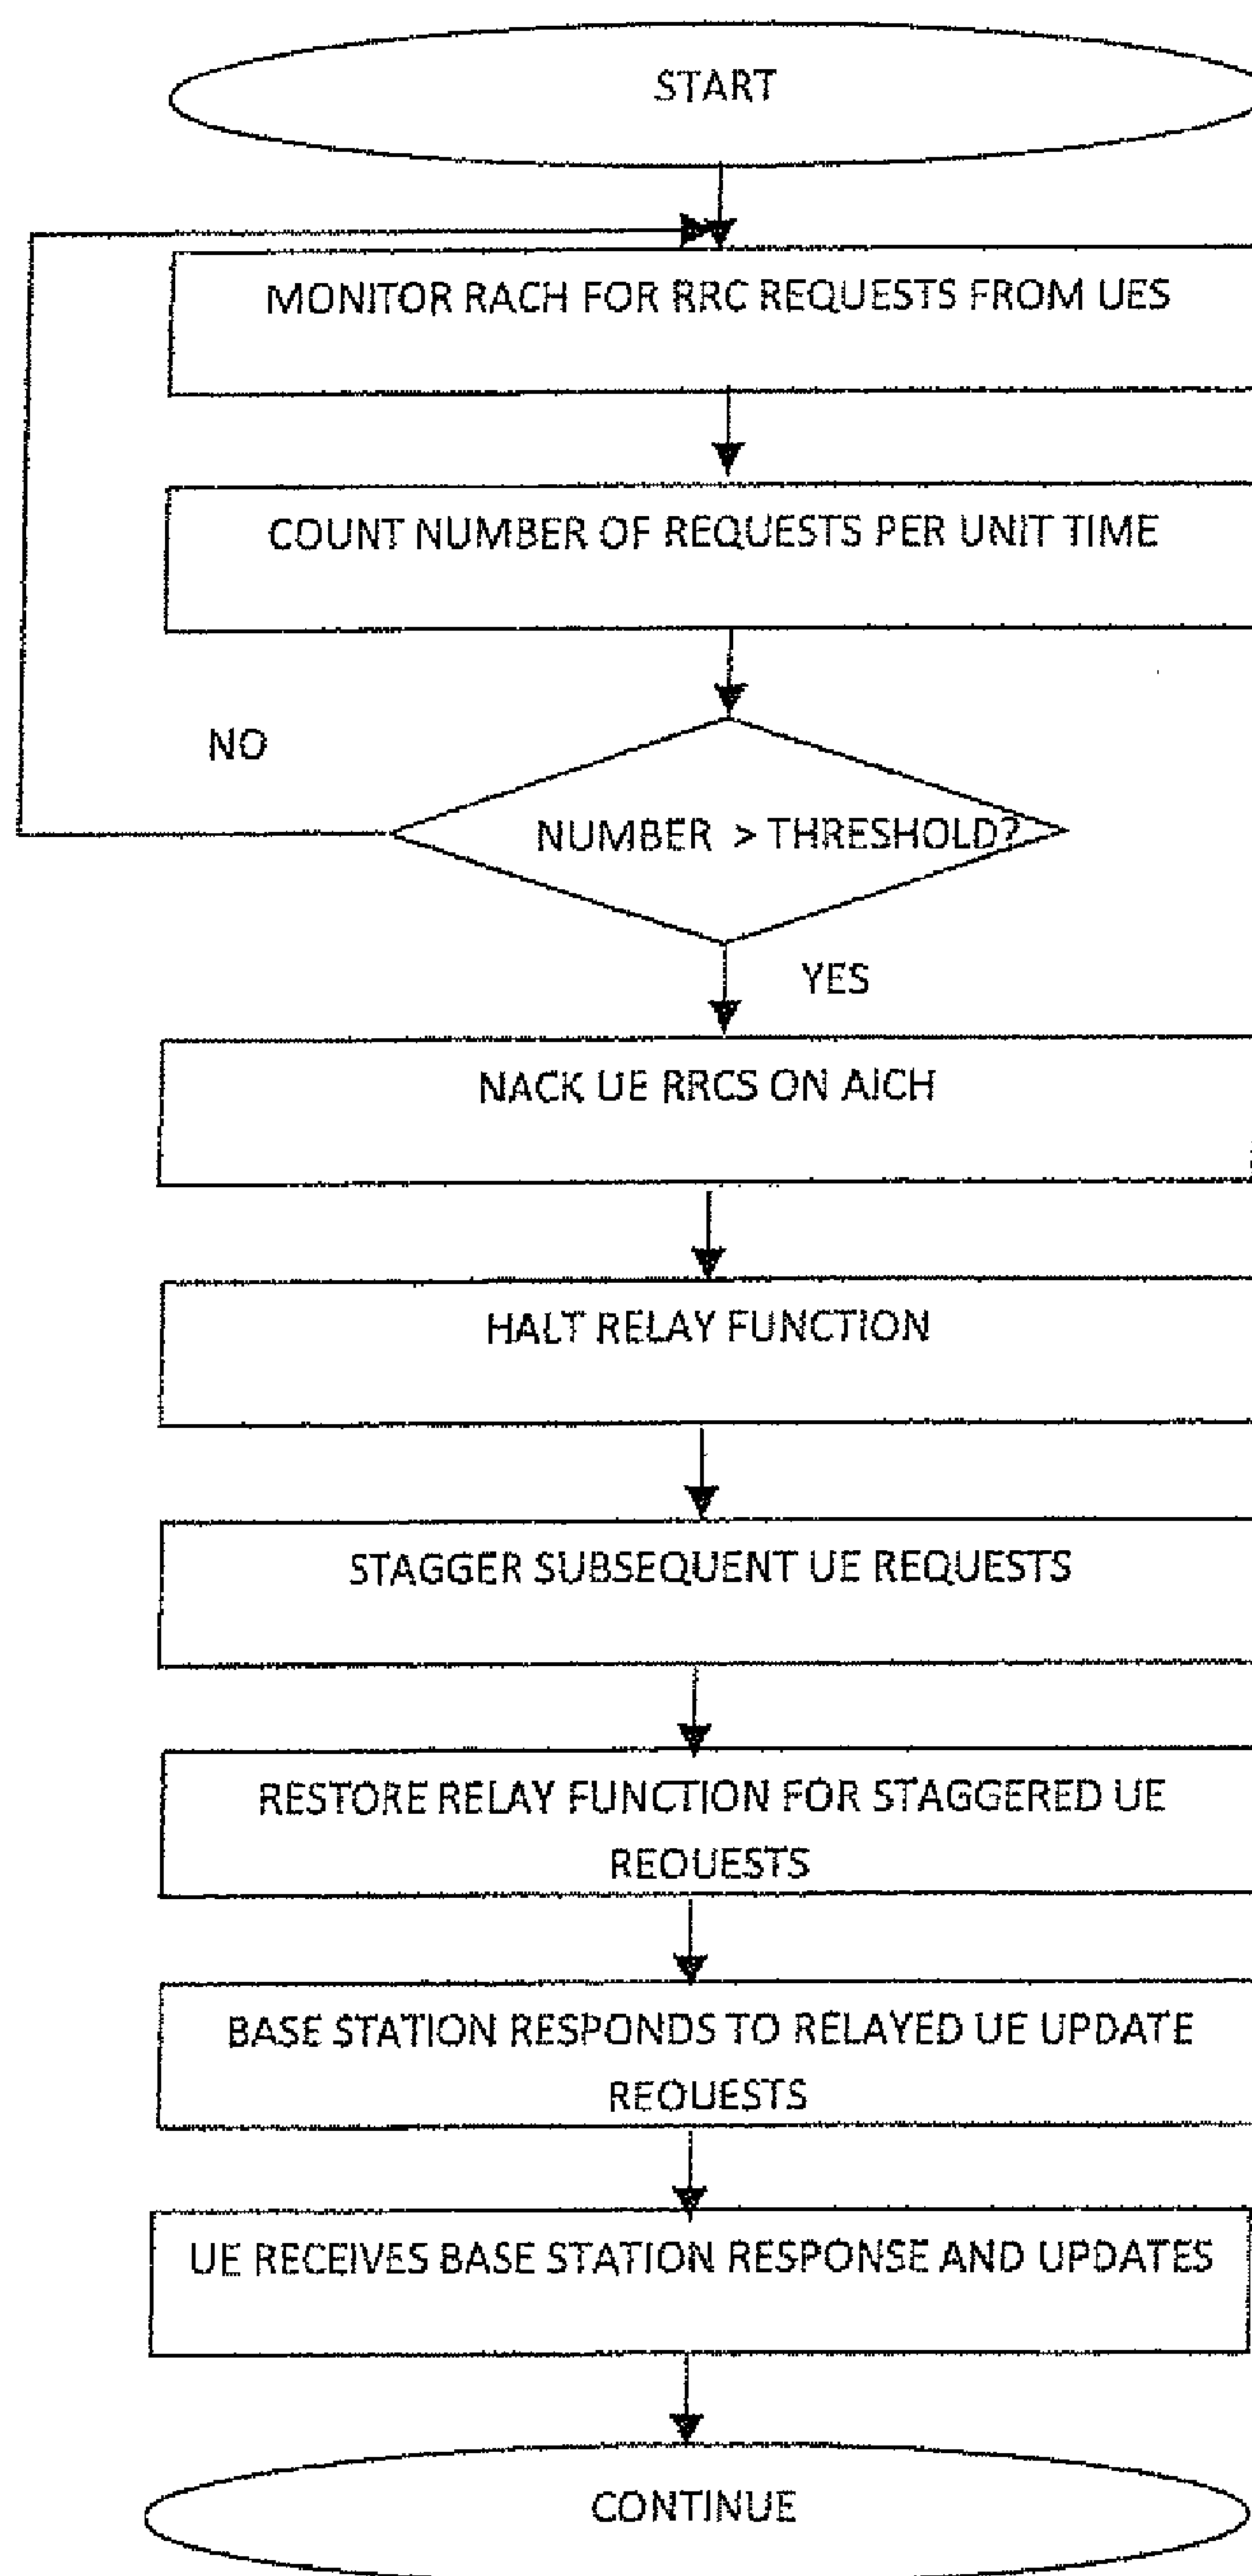 START
MONITOR RACH FOR RRC REQUESTS FROM UES
COUNT NUMBER OF REQUESTS PER UNIT TIME
NO
NUMBER > THRESHOLD?
YES
NACK UE RRCS ON AICH
HALT RELAY FUNCTION
STAGGER SUBSEQUENT UE REQUESTS
RESTORE RELAY FUNCTION FOR STAGGERED UE
REQUESTS
BASE STATION RESPONDS TO RELAYED UE UPDATE
REQUESTS
UE RECEIVES BASE STATION RESPONSE AND UPDATES
CONTINUE